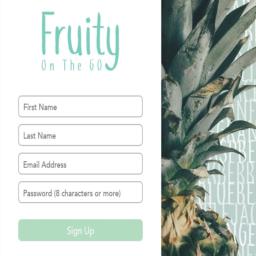 Fruity
On The GO
First Name
Last Name
Email Address
Password (8 characters or more)
Sign Up